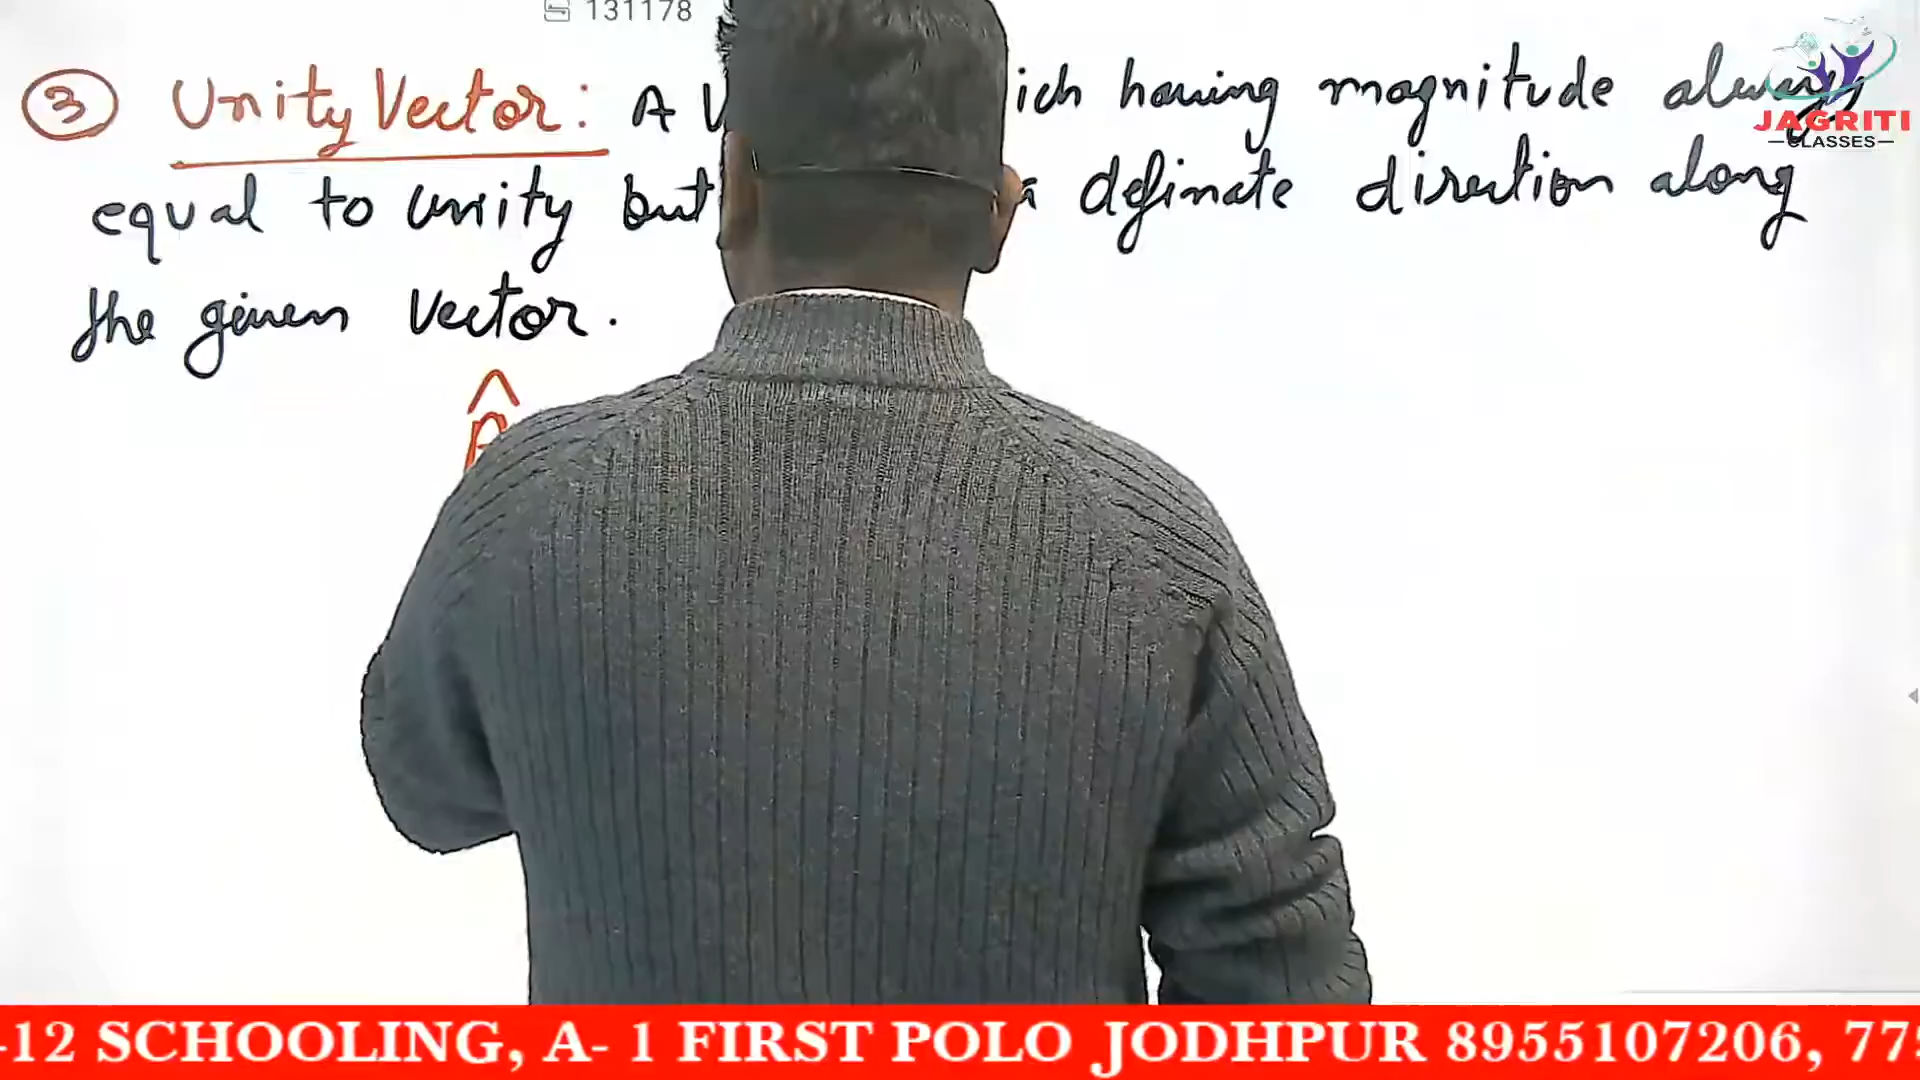 131178
③ Unity Vector: A V ich having magnitude always
equal to unity but a definate direction along
the given vector.
Â
JAGRITI
CLASSES
-12 SCHOOLING, A- 1 FIRST POLO JODHPUR 8955107206, 775